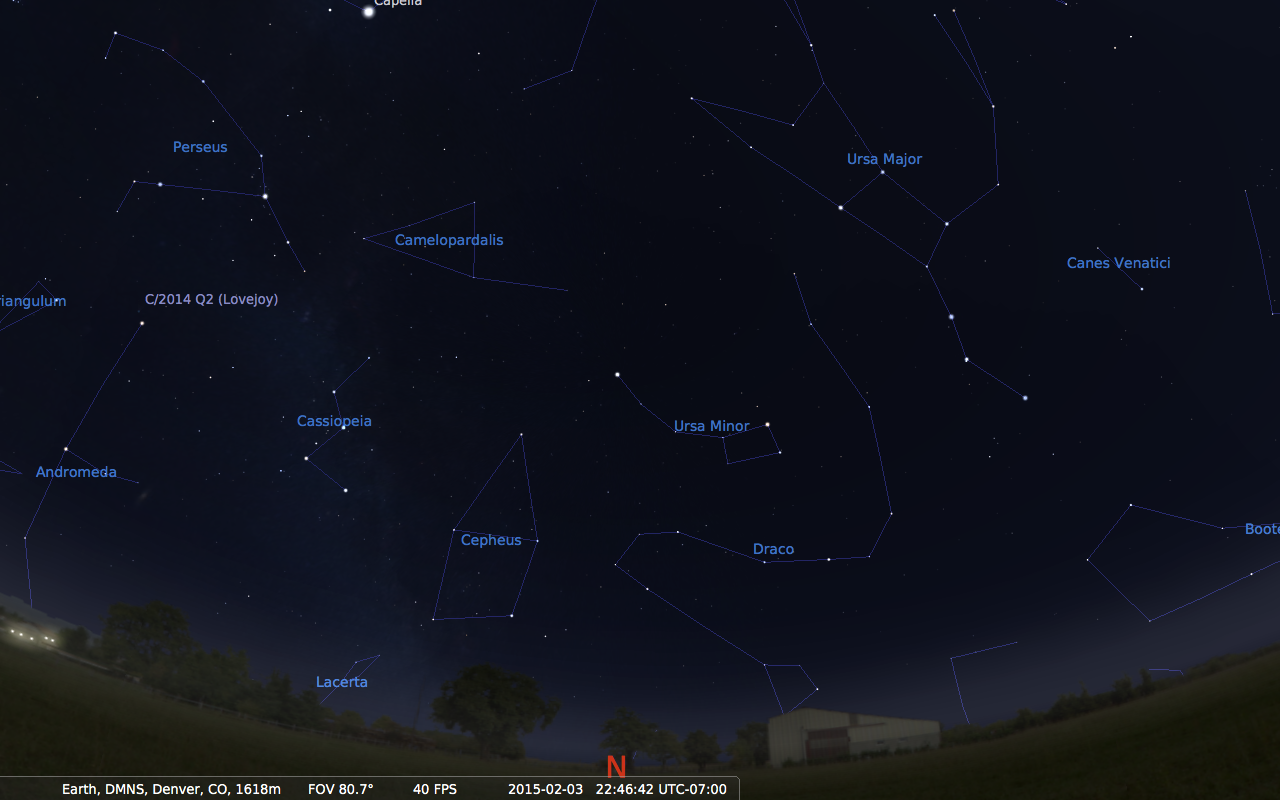 Capella
Perseus
Ursa Major
Camelopardalis
Canes Venatici
C/2014 Q2 (Lovejoy)
riangulum
Cassiopeia
Ursa Minor
Andromeda
Boote
Cepheus
Draco
Lacerta
N
Earth, DMNS, Denver, CO, 1618m FOV 80.7° 40 FPS 2015-02-03 22:46:42 UTC-07:00